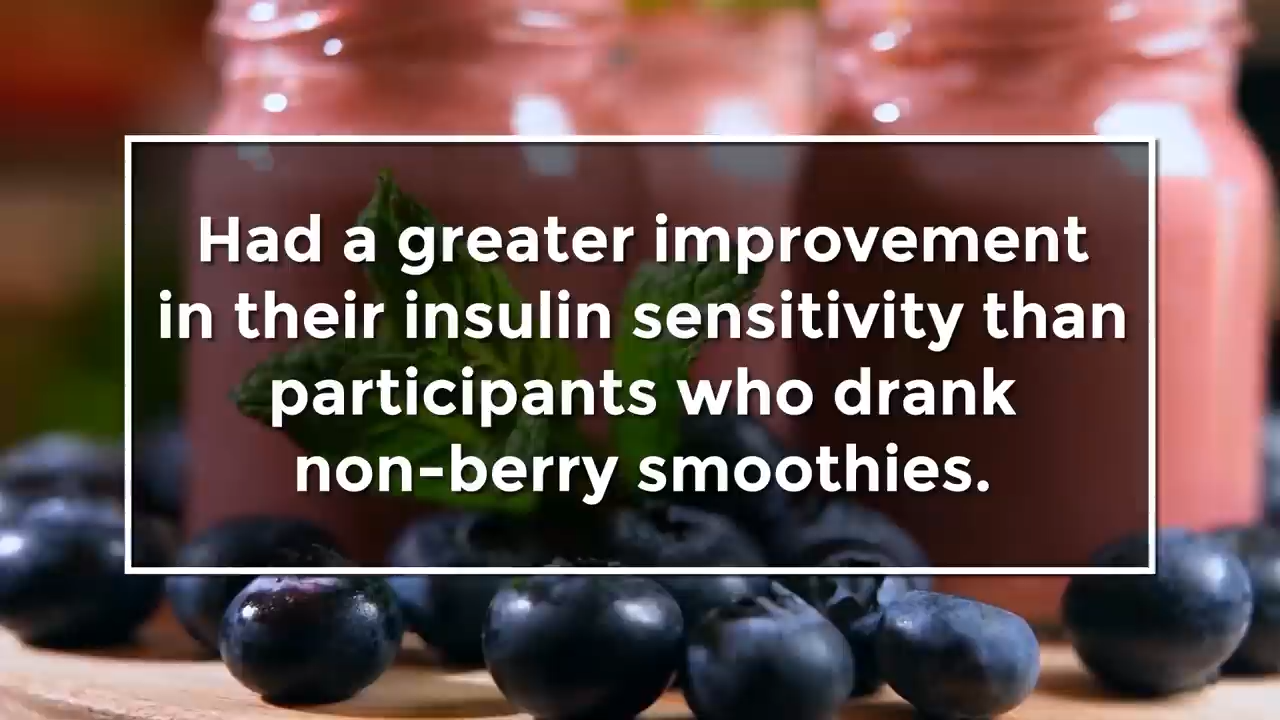 Had a greater improvement
in their insulin sensitivity than
participants who drank
non-berry smoothies.